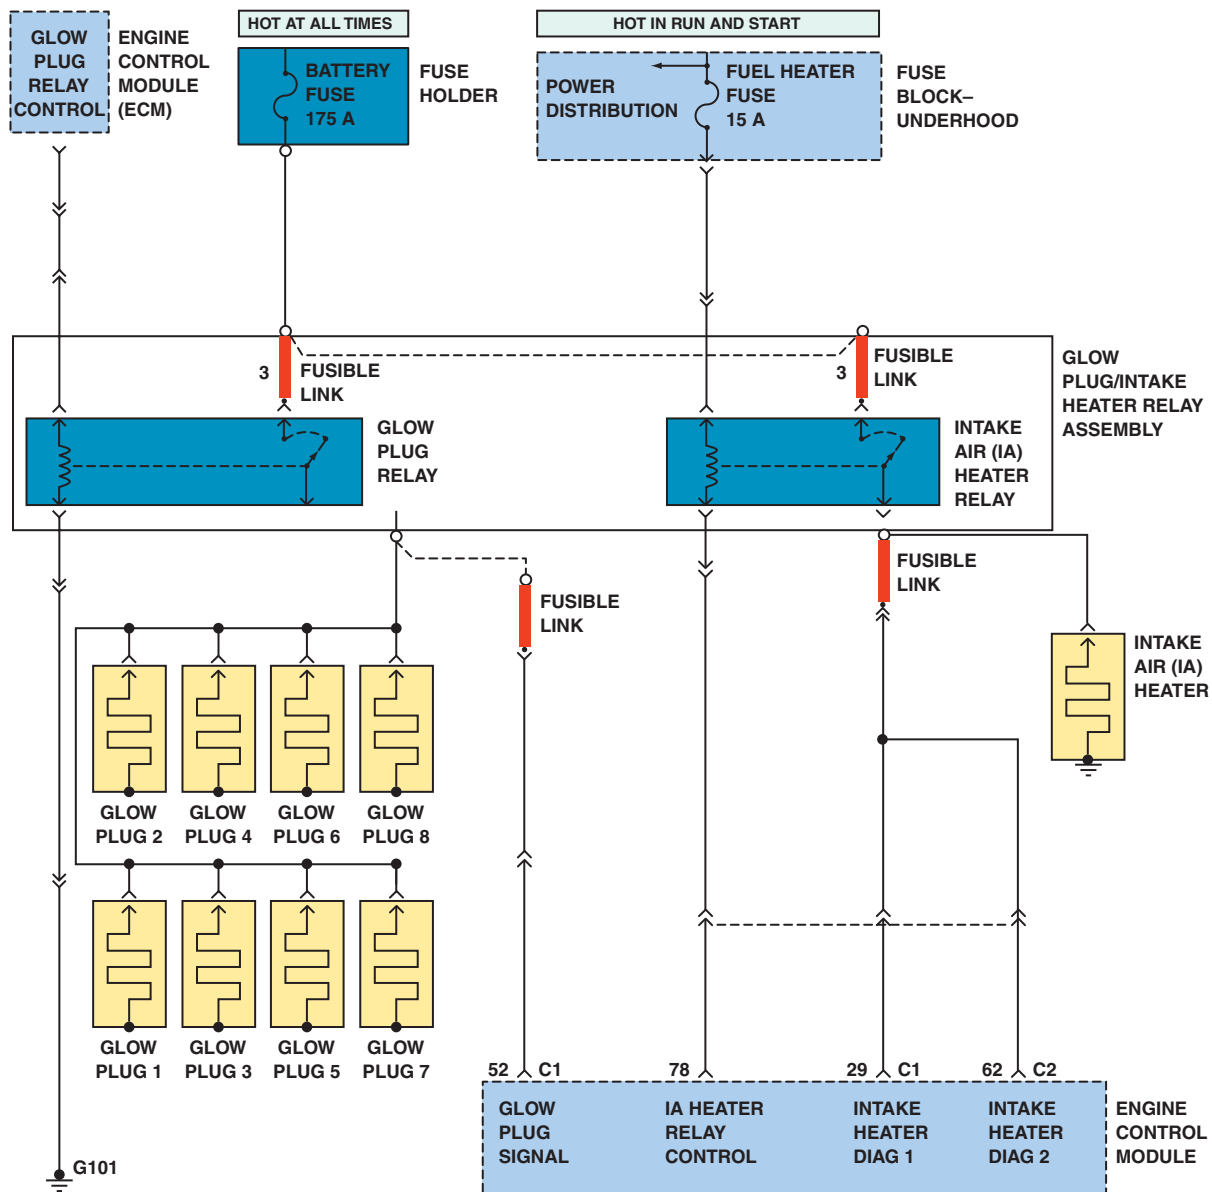 GLOW
PLUG
RELAY
CONTROL
ENGINE
CONTROL
MODULE
(ECM)
HOT AT ALL TIMES
BATTERY
FUSE
175 A
FUSE
HOLDER
HOT IN RUN AND START
POWER
DISTRIBUTION
FUEL HEATER
FUSE
15 A
FUSE
BLOCK–
UNDERHOOD
3
FUSIBLE
LINK
3
FUSIBLE
LINK
GLOW
PLUG/INTAKE
HEATER RELAY
ASSEMBLY
GLOW
PLUG
RELAY
INTAKE
AIR (IA)
HEATER
RELAY
FUSIBLE
LINK
FUSIBLE
LINK
INTAKE
AIR (IA)
HEATER
GLOW
PLUG 2
GLOW
PLUG 4
GLOW
PLUG 6
GLOW
PLUG 8
GLOW
PLUG 1
GLOW
PLUG 3
GLOW
PLUG 5
GLOW
PLUG 7
G101
52 C1
78
29 C1
62 C2
GLOW
PLUG
SIGNAL
IA HEATER
RELAY
CONTROL
INTAKE
HEATER
DIAG 1
INTAKE
HEATER
DIAG 2
ENGINE
CONTROL
MODULE